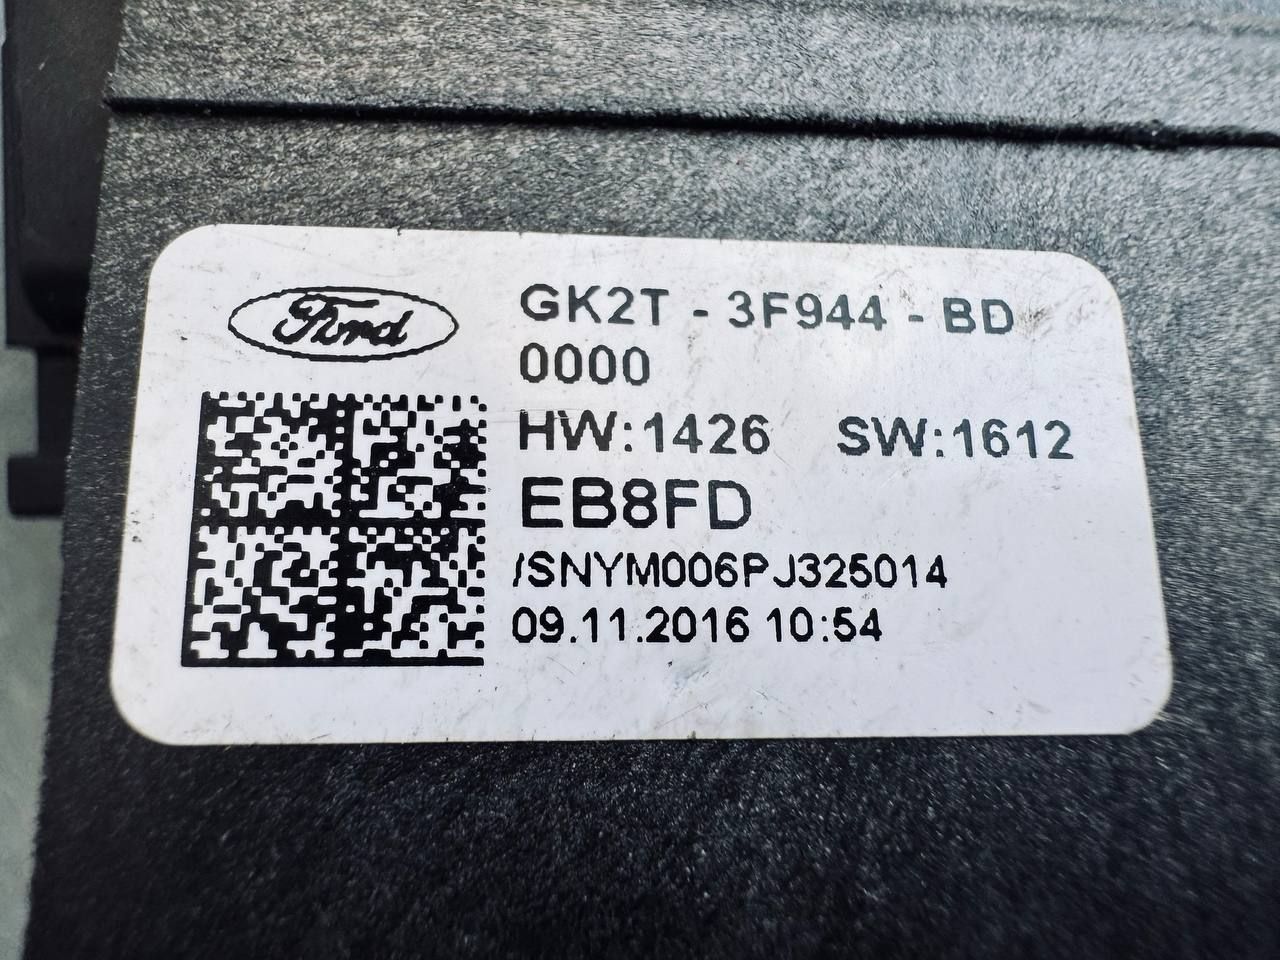 Ford
GK2T - 3F944 - BD
0000
HW:1426 SW:1612
EB8FD
/SNYM006PJ325014
09.11.2016 10:54